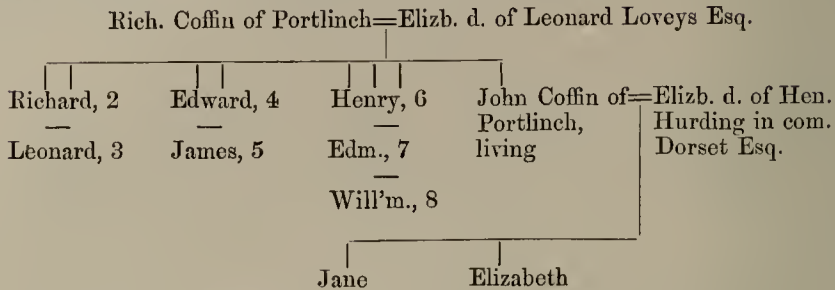 Rich. Coffin of Portlinch=Elizb. d. of Leonard Loveys Esq.
Richard, 2 Edward, 4 Henry, 6 John Coffin of=Elizb. d. of Hen.
Portlinch, Hurding in com.
Leonard, 3 James, 5 Edm., 7 living Dorset Esq.
Will'm., 8
Jane Elizabeth